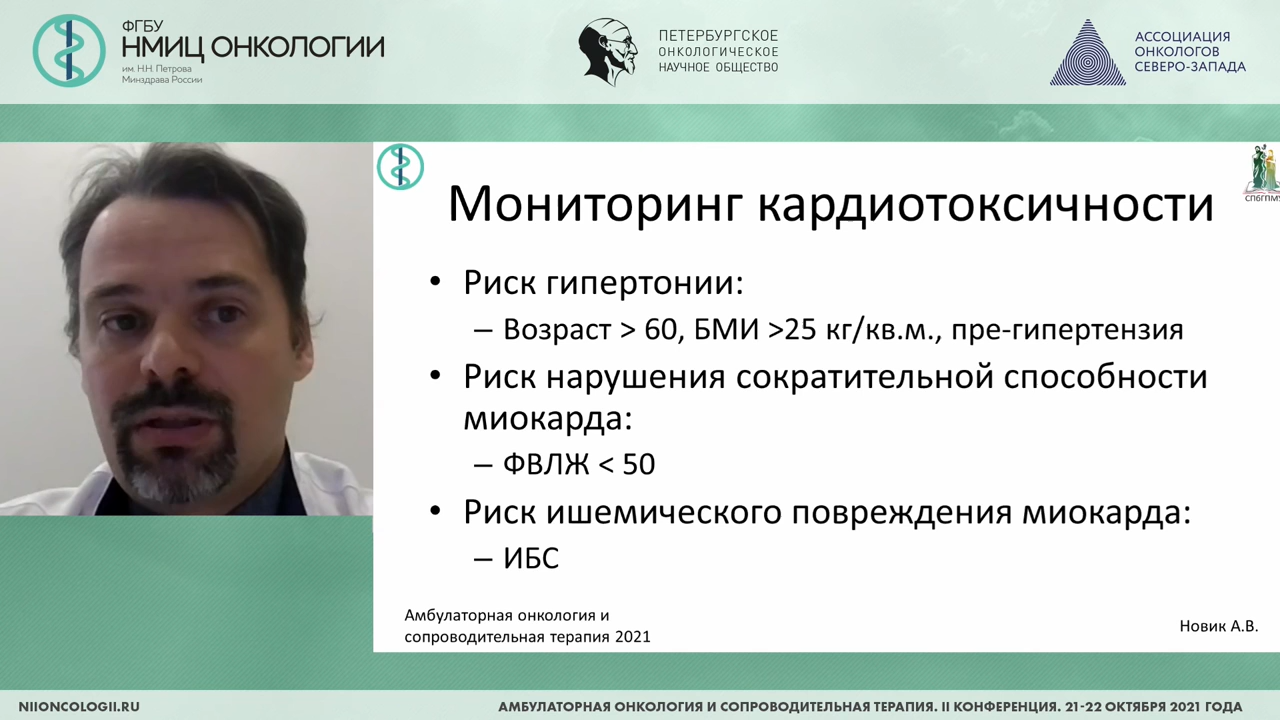 ФГБУ
НМИЦ ОНКОЛОГИИ
им. Н.Н. Петрова
Минздрава России
ПЕТЕРБУРГСКОЕ
ОНКОЛОГИЧЕСКОЕ
НАУЧНОЕ ОБЩЕСТВО
АССОЦИАЦИЯ
ОНКОЛОГОВ
СЕВЕРО-ЗАПАДА
СПбГПМУ
Мониторинг кардиотоксичности
• Риск гипертонии:
– Возраст > 60, БМИ >25 кг/кв.м., пре-гипертензия
• Риск нарушения сократительной способности
миокарда:
– ФВЛЖ < 50
• Риск ишемического повреждения миокарда:
– ИБС
Амбулаторная онкология и
сопроводительная терапия 2021
Новик А.В.
NIIONCOLOGII.RU
АМБУЛАТОРНАЯ ОНКОЛОГИЯ И СОПРОВОДИТЕЛЬНАЯ ТЕРАПИЯ. II КОНФЕРЕНЦИЯ. 21-22 ОКТЯБРЯ 2021 ГОДА